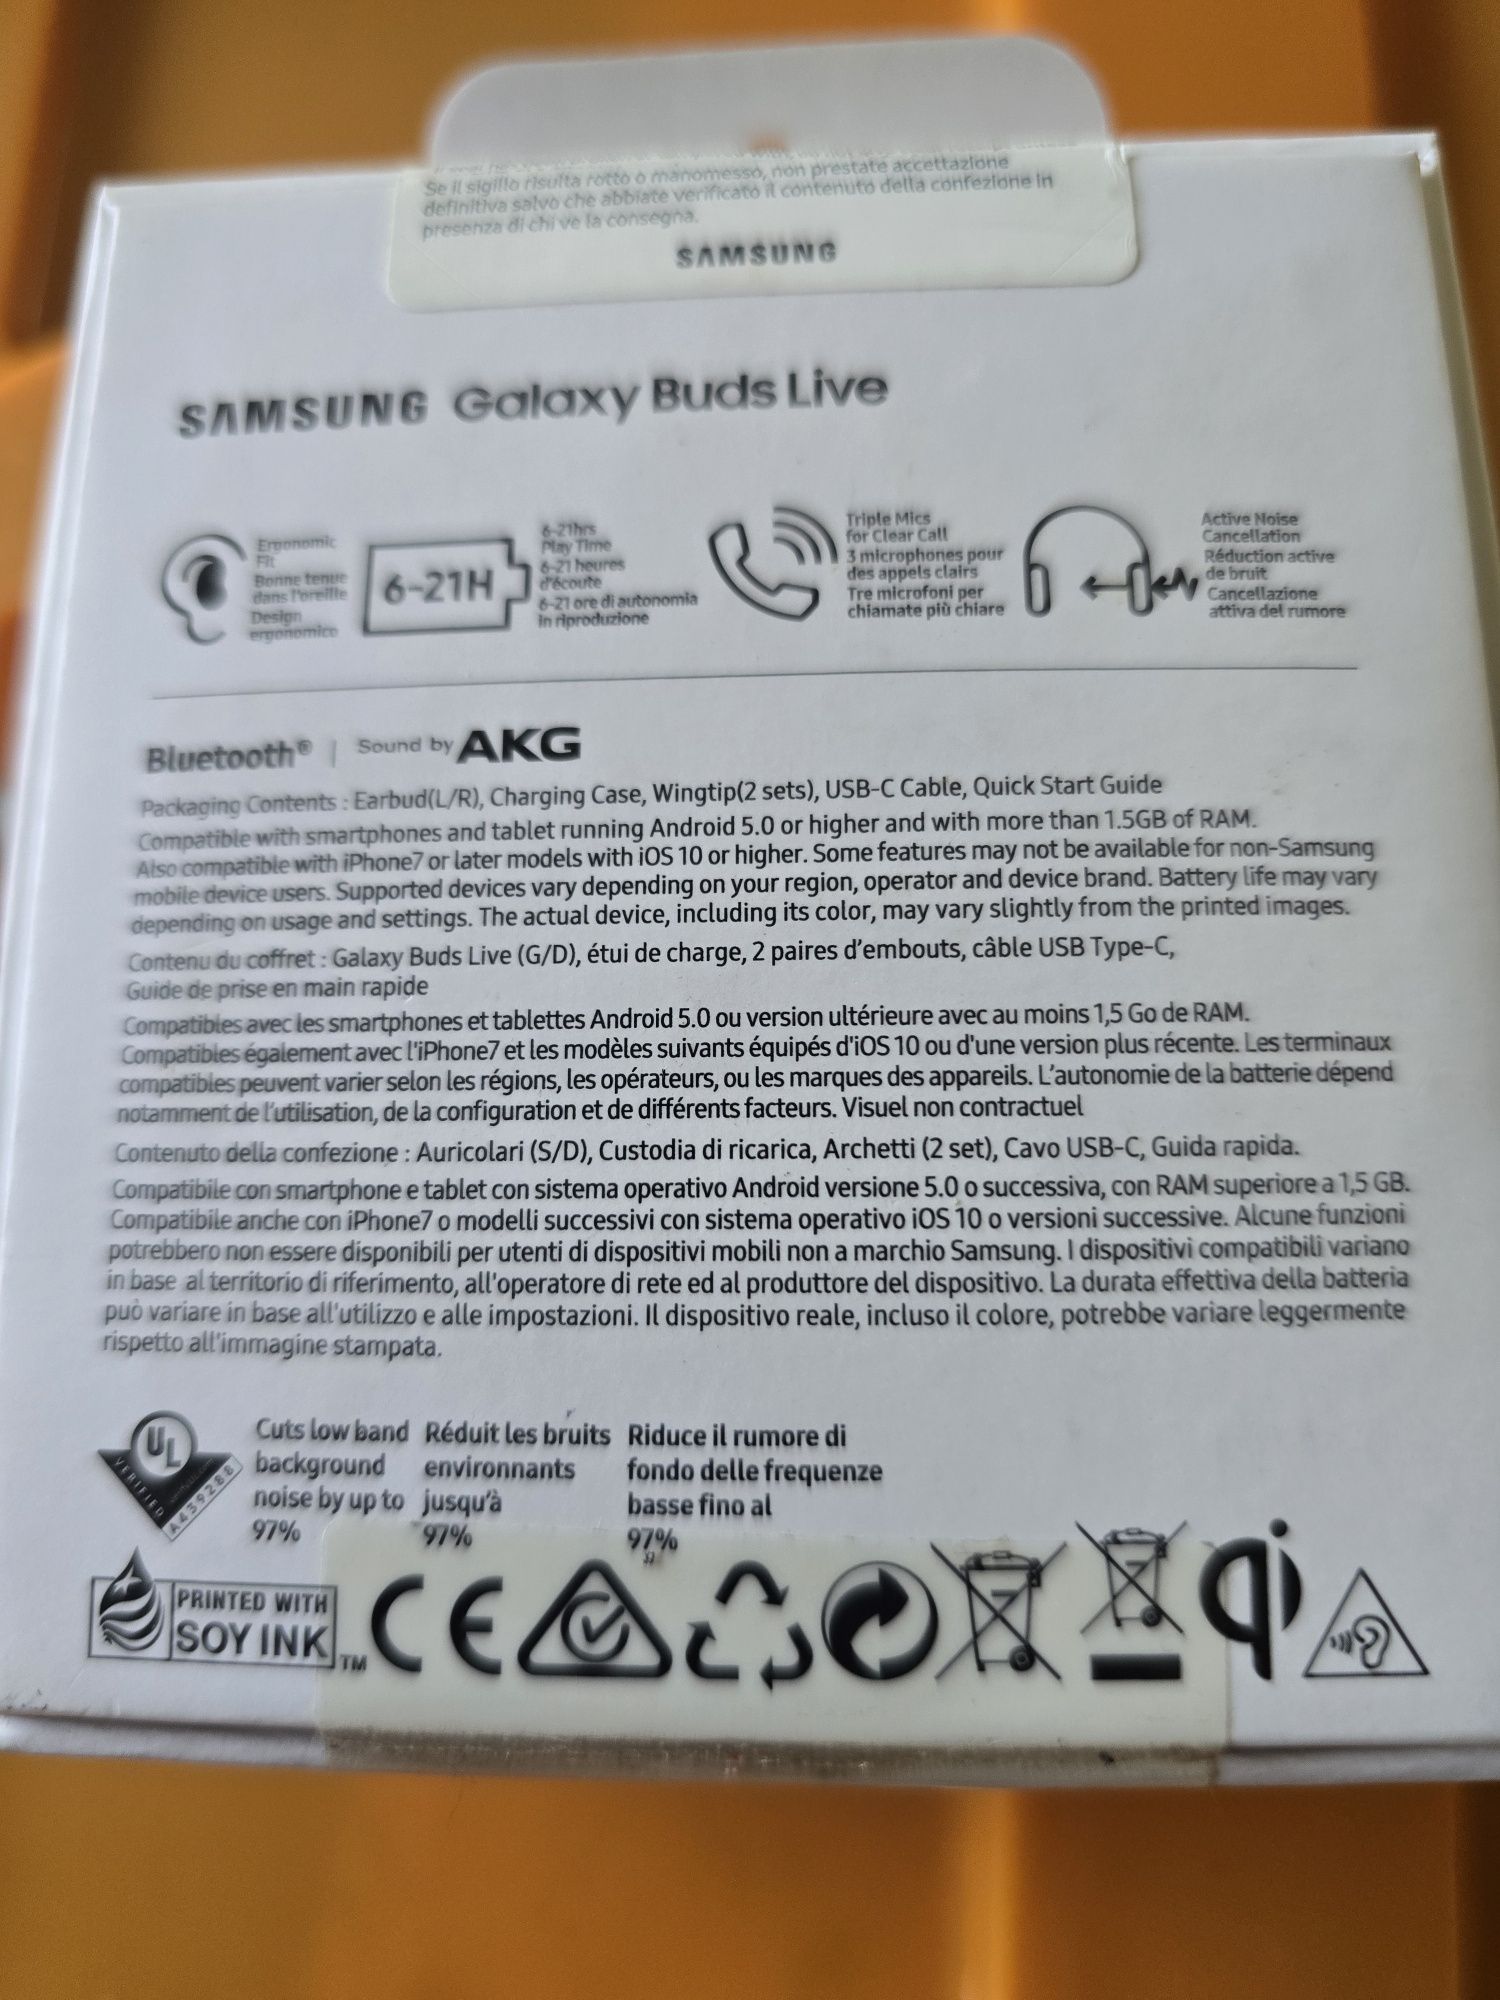 Se il sigillo risulta rotto o manomesso, non prestate accettazione
definitiva salvo che abbiate verificato il contenuto della confezione in
presenza di chi ve la consegna.
SAMSUNG
SAMSUNG Galaxy Buds Live
Ergonomic
Fit
Bonne tenue
dans l'oreille
Design
ergonomico
6-21H
6-21hrs
Play Time
6-21 heures
d'écoute
6-21 ore di autonomia
in riproduzione
Triple Mics
for Clear Call
3 microphones pour
des appels clairs
Tre microfoni per
chiamate più chiare
Active Noise
Cancellation
Réduction active
de bruit
Cancellazione
attiva del rumore
Bluetooth® | Sound by AKG
Packaging Contents : Earbud(L/R), Charging Case, Wingtip(2 sets), USB-C Cable, Quick Start Guide
Compatible with smartphones and tablet running Android 5.0 or higher and with more than 1.5GB of RAM.
Also compatible with iPhone7 or later models with iOS 10 or higher. Some features may not be available for non-Samsung
mobile device users. Supported devices vary depending on your region, operator and device brand. Battery life may vary
depending on usage and settings. The actual device, including its color, may vary slightly from the printed images.
Contenu du coffret : Galaxy Buds Live (G/D), étui de charge, 2 paires d'embouts, câble USB Type-C,
Guide de prise en main rapide
Compatibles avec les smartphones et tablettes Android 5.0 ou version ultérieure avec au moins 1,5 Go de RAM.
Compatibles également avec l'iPhone7 et les modèles suivants équipés d'iOS 10 ou d'une version plus récente. Les terminaux
compatibles peuvent varier selon les régions, les opérateurs, ou les marques des appareils. L'autonomie de la batterie dépend
notamment de l'utilisation, de la configuration et de différents facteurs. Visuel non contractuel
Contenuto della confezione : Auricolari (S/D), Custodia di ricarica, Archetti (2 set), Cavo USB-C, Guida rapida.
Compatibile con smartphone e tablet con sistema operativo Android versione 5.0 o successiva, con RAM superiore a 1,5 GB.
Compatibile anche con iPhone7 o modelli successivi con sistema operativo iOS 10 o versioni successive. Alcune funzioni
potrebbero non essere disponibili per utenti di dispositivi mobili non a marchio Samsung. I dispositivi compatibili variano
in base al territorio di riferimento, all'operatore di rete ed al produttore del dispositivo. La durata effettiva della batteria
può variare in base all'utilizzo e alle impostazioni. Il dispositivo reale, incluso il colore, potrebbe variare leggermente
rispetto all'immagine stampata.
UL
VERIFIED
A439288
Cuts low band
background
noise by up to
97%
Réduit les bruits
environnants
jusqu'à
97%
Riduce il rumore di
fondo delle frequenze
basse fino al
97%
PRINTED WITH
SOY INK
TM
CE
qi